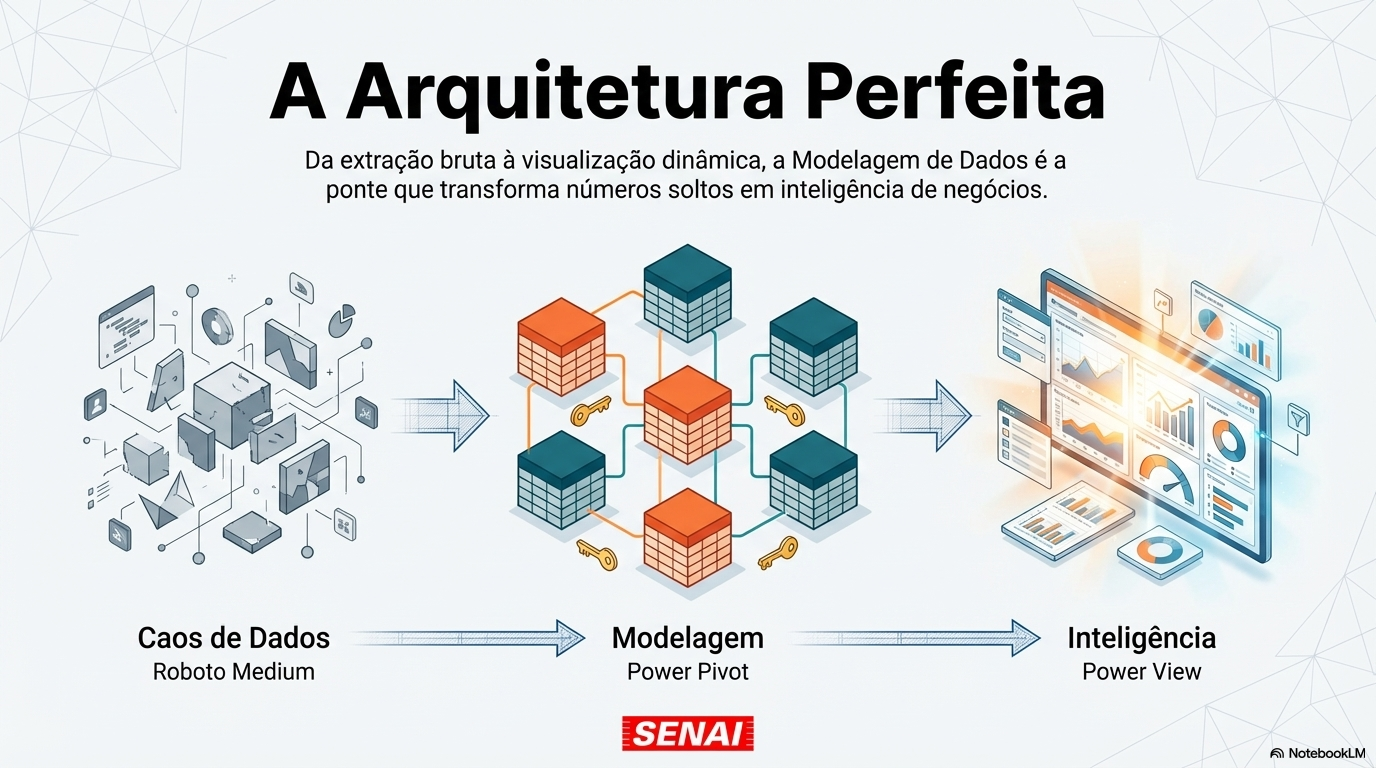 A Arquitetura Perfeita
Da extração bruta à visualização dinâmica, a Modelagem de Dados é a
ponte que transforma números soltos em inteligência de negócios.
Caos de Dados
Roboto Medium
Modelagem
Power Pivot
Inteligência
Power View
SENAI
NotebookLM